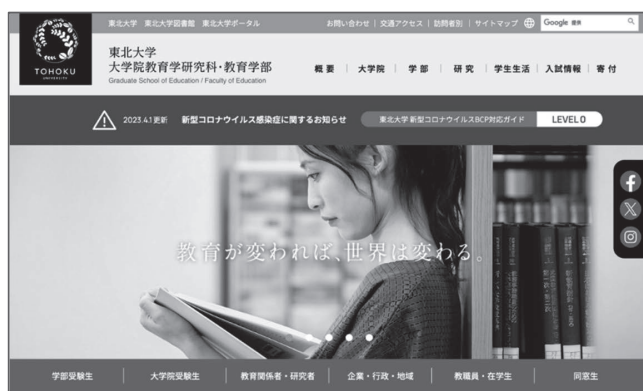 東北大学 東北大学図書館 東北大学ポータル
お問い合わせ | 交通アクセス | 訪問者別 | サイトマップ
Google 検索
TOHOKU
UNIVERSITY
東北大学
大学院教育学研究科・教育学部
Graduate School of Education / Faculty of Education
概要 | 大学院 | 学部 | 研究 | 学生生活 | 入試情報 | 寄付
2023.4.1更新 新型コロナウイルス感染症に関するお知らせ
東北大学 新型コロナウイルスBCP対応ガイド LEVEL 0
教育が変われば、世界は変わる。
学部受験生 | 大学院受験生 | 教育関係者・研究者 | 企業・行政・地域 | 教職員・在学生 | 同窓生